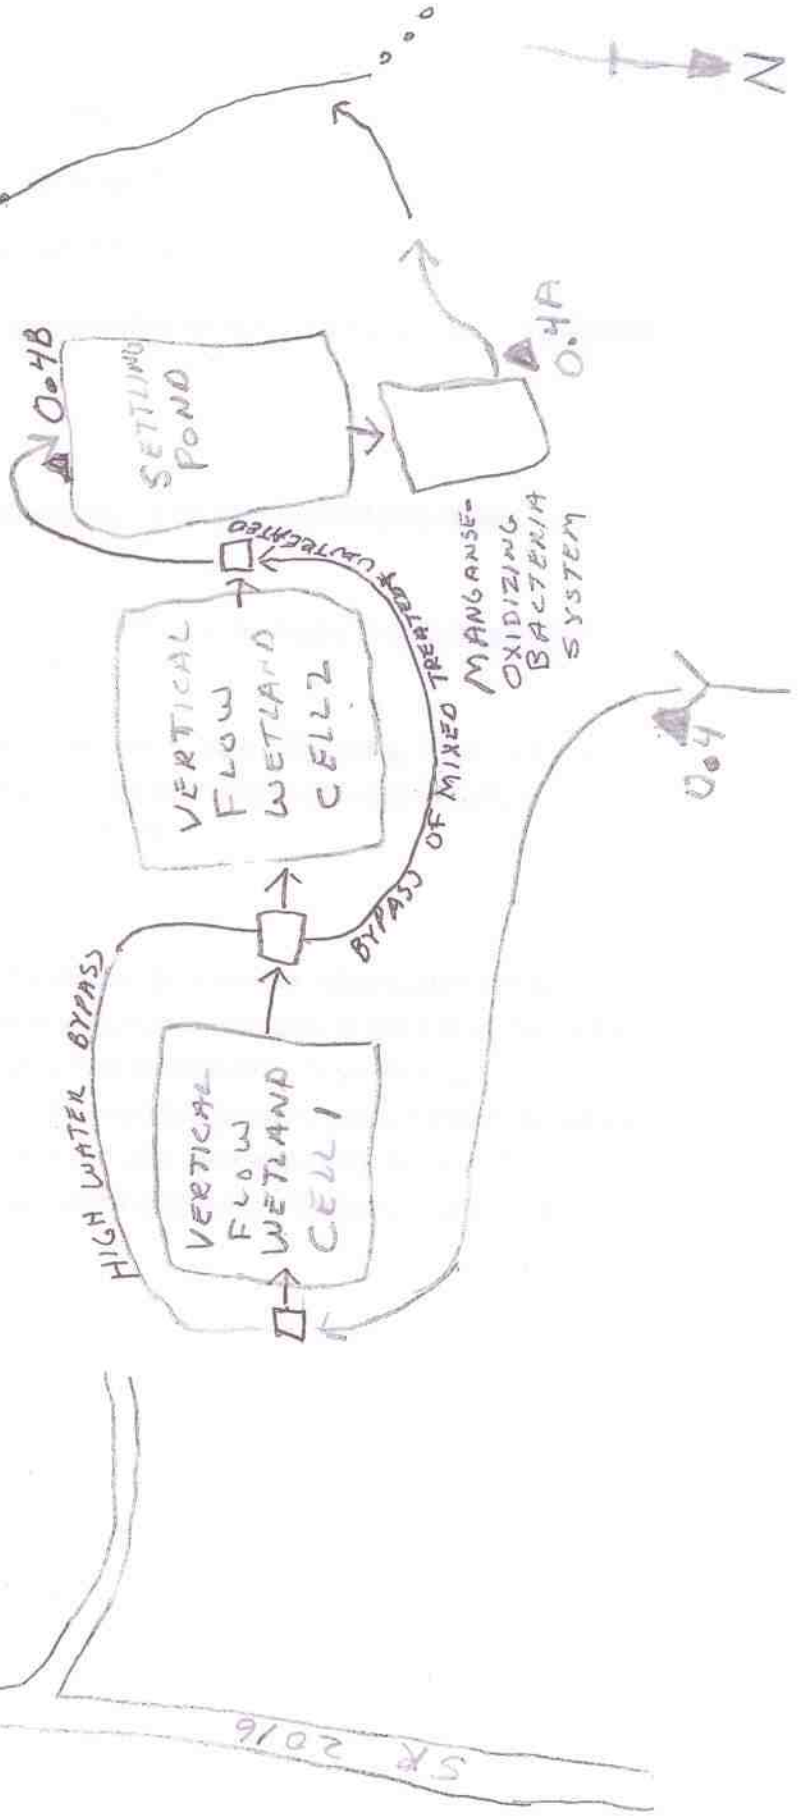 HIGH WATER BYPASS
VERTICAL
FLOW
WETLAND
CELL 1
BYPASS OF MIXED TREATED & UNTREATED
VERTICAL
FLOW
WETLAND
CELL 2
SETTLING
POND
0.4B
MANGANSE-
OXIDIZING
BACTERIA
SYSTEM
0.4A
0.4
SR 2016
N